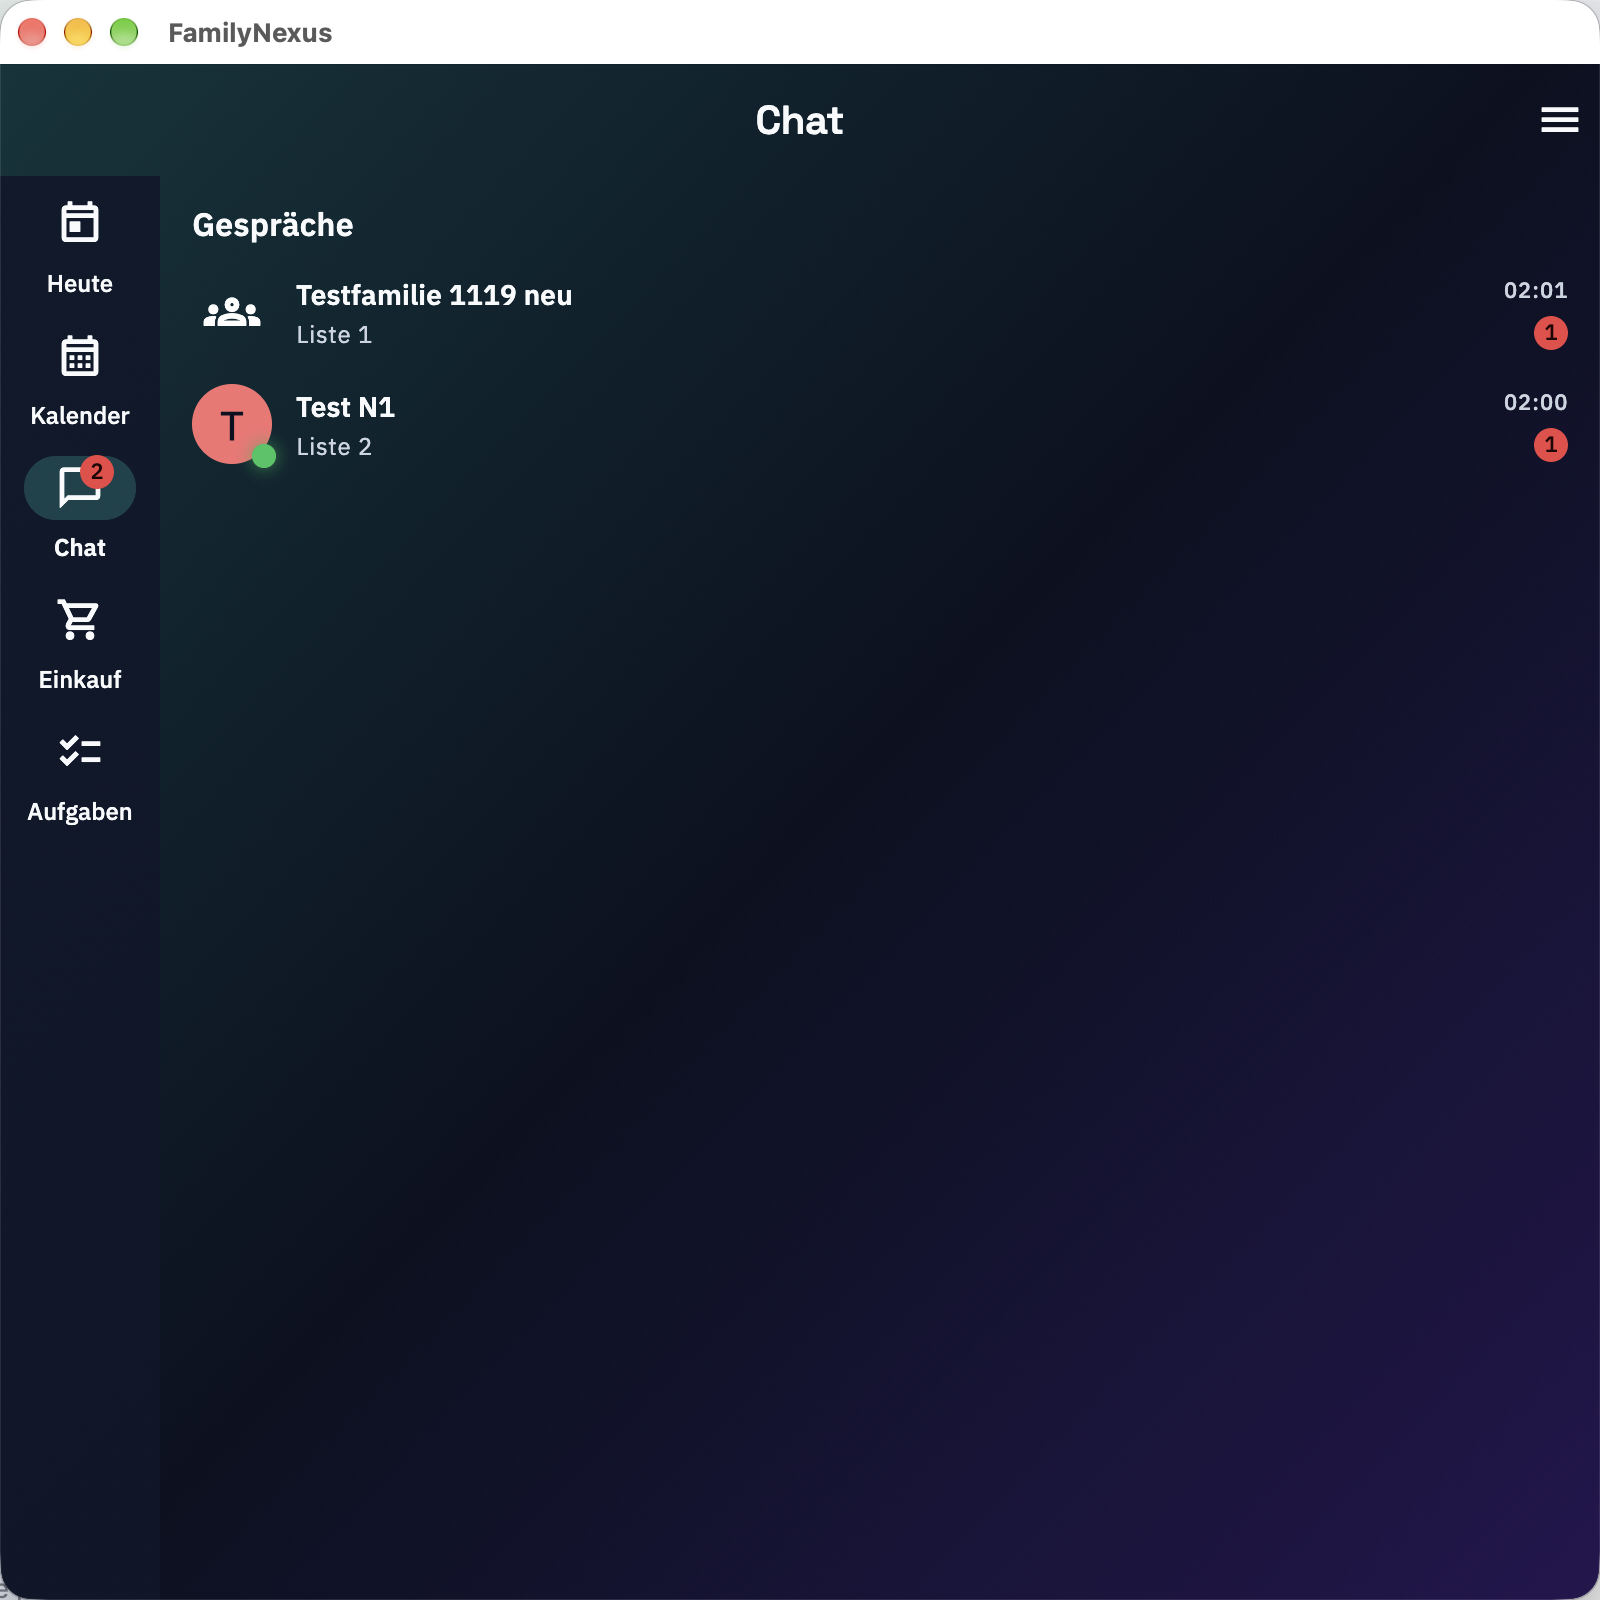 FamilyNexus
Chat
Heute
Kalender
2
Chat
Einkauf
Aufgaben
Gespräche
Testfamilie 1119 neu
02:01
Liste 1
1
T
Test N1
02:00
Liste 2
1